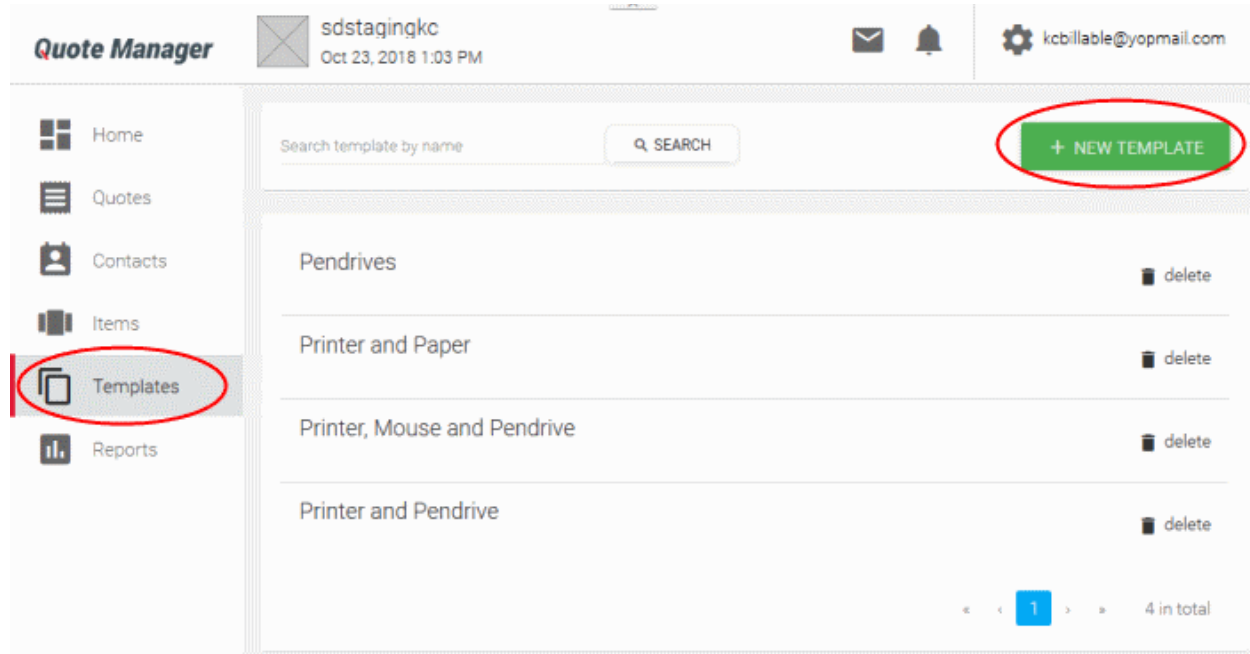 Quote Manager
sdstagingkc
Oct 23, 2018 1:03 PM
kcbillable@yopmail.com
Home
Quotes
Contacts
Items
Templates
Reports
Search template by name
SEARCH
+ NEW TEMPLATE
Pendrives
delete
Printer and Paper
delete
Printer, Mouse and Pendrive
delete
Printer and Pendrive
delete
« ‹ 1 › » 4 in total